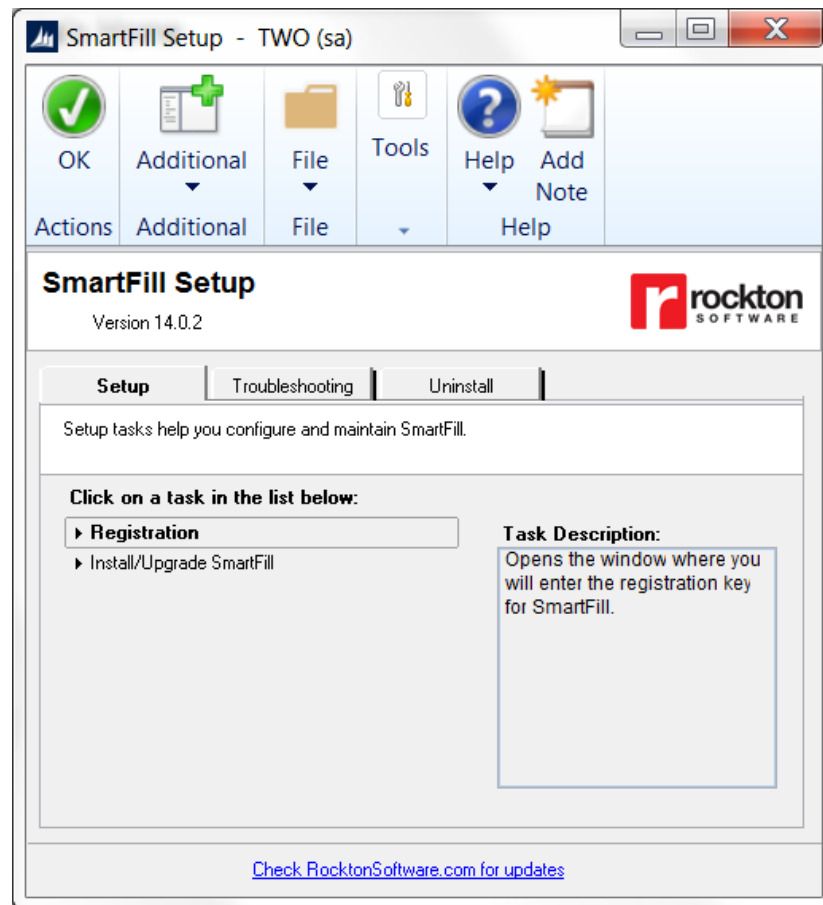 SmartFill Setup - TWO (sa)
OK
Additional
File
Tools
Help
Add
Note
Actions
Additional
File
Help
SmartFill Setup
Version 14.0.2
rockton
SOFTWARE
Setup
Troubleshooting
Uninstall
Setup tasks help you configure and maintain SmartFill.
Click on a task in the list below:
Registration
Install/Upgrade SmartFill
Task Description:
Opens the window where you
will enter the registration key
for SmartFill.
Check RocktonSoftware.com for updates